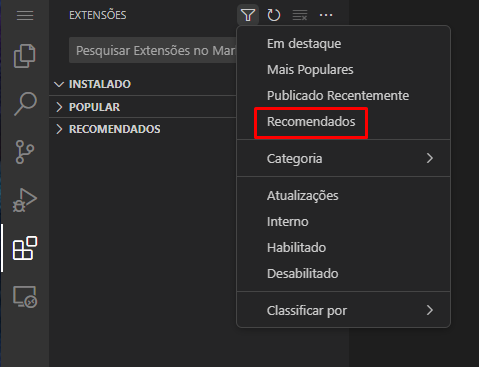 EXTENSÕES
Pesquisar Extensões no Mar
INSTALADO
POPULAR
RECOMENDADOS
Em destaque
Mais Populares
Publicado Recentemente
Recomendados
Categoria
Atualizações
Interno
Habilitado
Desabilitado
Classificar por